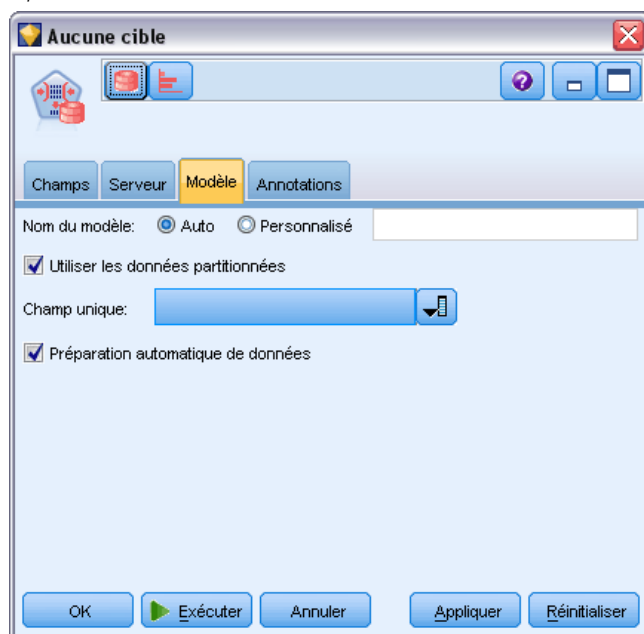 Aucune cible
Champs Serveur Modèle Annotations
Nom du modèle: Auto Personnalisé
Utiliser les données partitionnées
Champ unique:
Préparation automatique de données
OK Exécuter Annuler Appliquer Réinitialiser